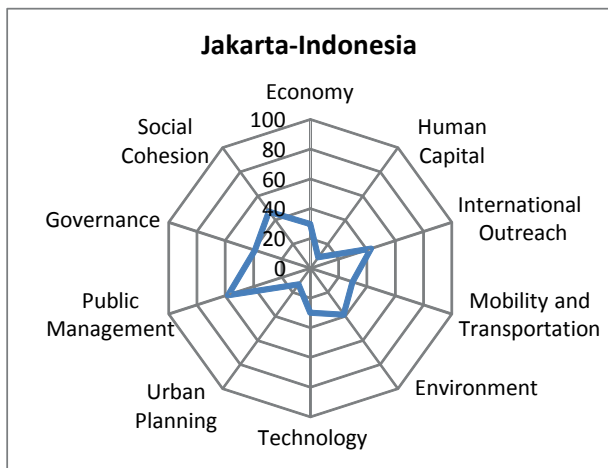 Jakarta-Indonesia
Economy
Human
Capital
International
Outreach
Mobility and
Transportation
Environment
Technology
Urban
Planning
Public
Management
Governance
Social
Cohesion
100
80
60
40
20
0